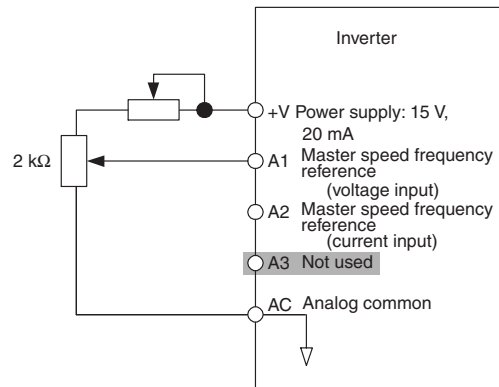 Inverter
+V Power supply: 15 V,
20 mA
2 kΩ
A1 Master speed frequency
reference
(voltage input)
A2 Master speed frequency
reference
(current input)
A3 Not used
AC Analog common